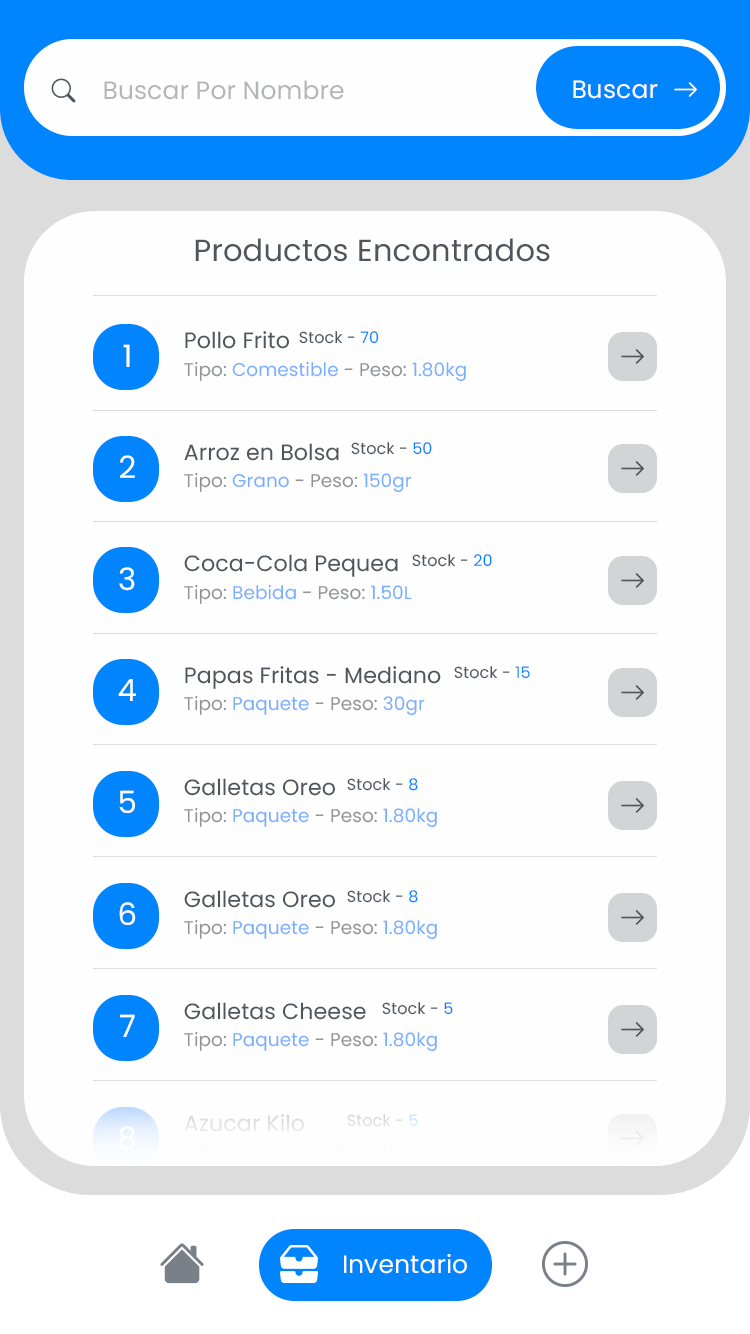 Buscar Por Nombre
Buscar
Productos Encontrados
1
Pollo Frito Stock - 70
Tipo: Comestible - Peso: 1.80kg
2
Arroz en Bolsa Stock - 50
Tipo: Grano - Peso: 150gr
3
Coca-Cola Pequea Stock - 20
Tipo: Bebida - Peso: 1.50L
4
Papas Fritas - Mediano Stock - 15
Tipo: Paquete - Peso: 30gr
5
Galletas Oreo Stock - 8
Tipo: Paquete - Peso: 1.80kg
6
Galletas Oreo Stock - 8
Tipo: Paquete - Peso: 1.80kg
7
Galletas Cheese Stock - 5
Tipo: Paquete - Peso: 1.80kg
8
Azucar Kilo Stock - 5
Inventario